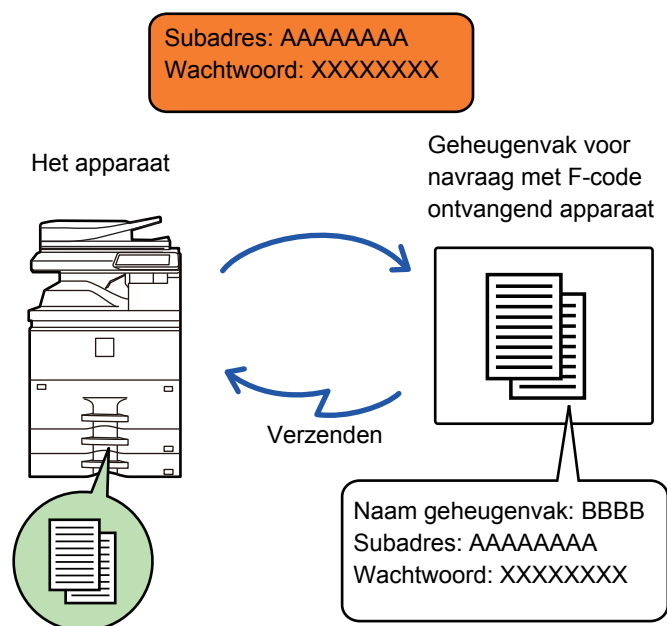 Subadres: AAAAAAAA
Wachtwoord: XXXXXXXX
Het apparaat
Geheugenvak voor
navraag met F-code
ontvangend apparaat
Verzenden
Naam geheugenvak: BBBB
Subadres: AAAAAAAA
Wachtwoord: XXXXXXXX